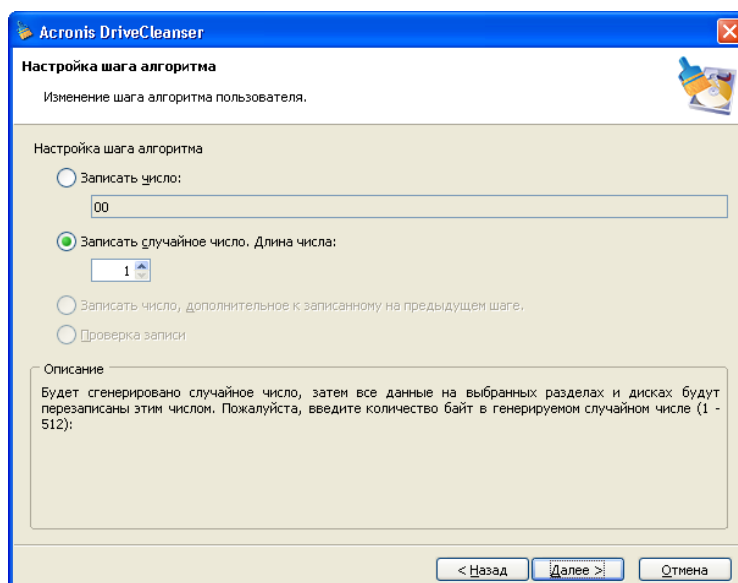 Acronis DriveCleanser
Настройка шага алгоритма
Изменение шага алгоритма пользователя.
Настройка шага алгоритма
Записать число:
00
Записать случайное число. Длина числа:
1
Записать число, дополнительное к записанному на предыдущем шаге.
Проверка записи
Описание
Будет сгенерировано случайное число, затем все данные на выбранных разделах и дисках будут
перезаписаны этим числом. Пожалуйста, введите количество байт в генерируемом случайном числе (1 -
512):
< Назад
Далее >
Отмена